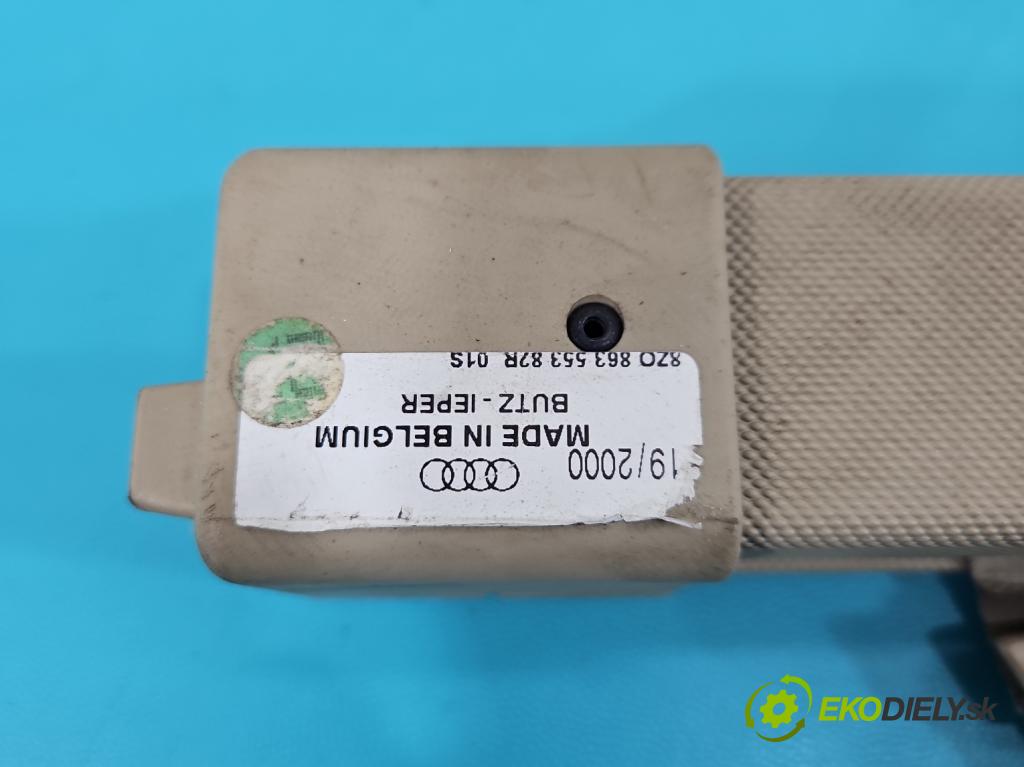 19/2000
MADE IN BELGIUM
BUTZ - IEPER
8Z0 863 553 82R 01S
EKODIELY.sk